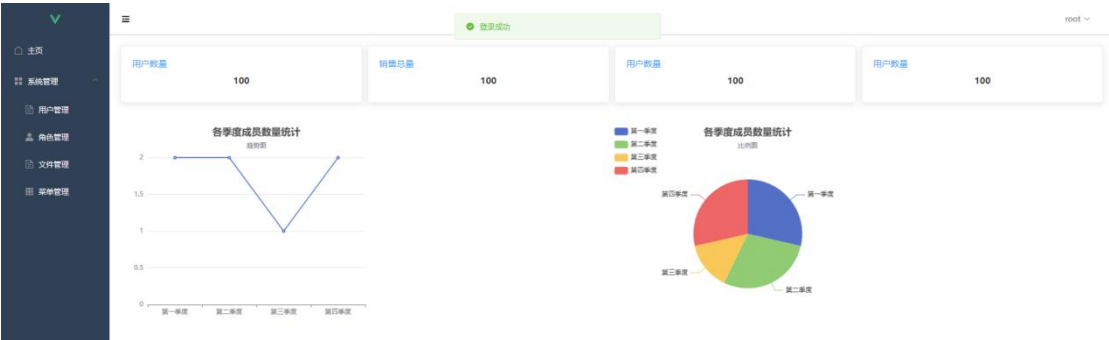 登录成功
root
主页
系统管理
用户管理
角色管理
文件管理
菜单管理
用户数量
100
销售总量
100
用户数量
100
用户数量
100
各季度成员数量统计
趋势图
2
1.5
1
0.5
0
第一季度 第二季度 第三季度 第四季度
第一季度
第二季度
第三季度
第四季度
各季度成员数量统计
比例图
第四季度
第一季度
第三季度
第二季度